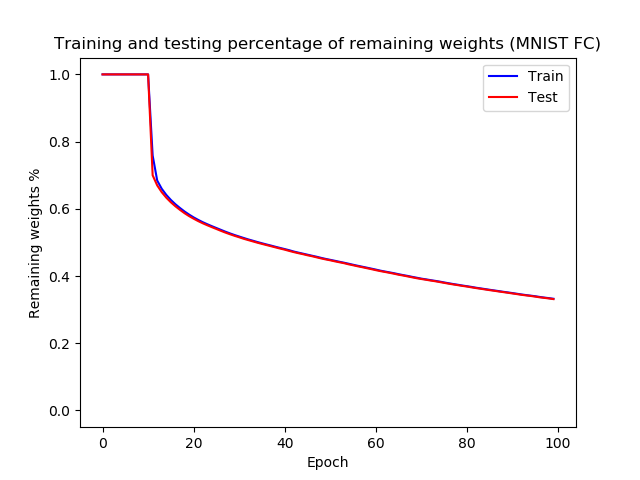 Training and testing percentage of remaining weights (MNIST FC)
Train
Test
1.0
0.8
0.6
0.4
0.2
0.0
Remaining weights %
0 20 40 60 80 100
Epoch